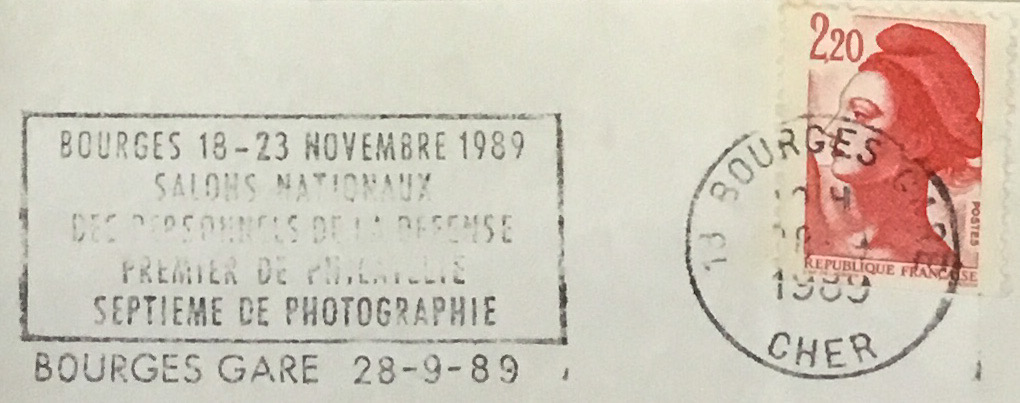 BOURGES 18-23 NOVEMBRE 1989
SALONS NATIONAUX
DES PERSONNELS DE LA DEFENSE
PREMIER DE PHILATELIE
SEPTIEME DE PHOTOGRAPHIE
BOURGES GARE 28-9-89
2,20
POSTES
REPUBLIQUE FRANÇAISE
18 BOURGES
1989
CHER